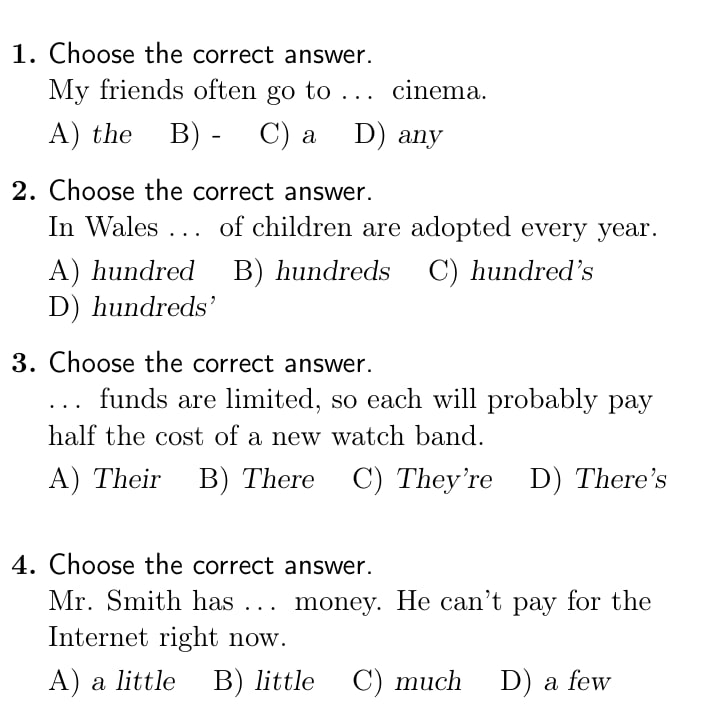 1. Choose the correct answer.
My friends often go to ... cinema.
A) the B) - C) a D) any
2. Choose the correct answer.
In Wales ... of children are adopted every year.
A) hundred B) hundreds C) hundred's
D) hundreds'
3. Choose the correct answer.
... funds are limited, so each will probably pay
half the cost of a new watch band.
A) Their B) There C) They're D) There's
4. Choose the correct answer.
Mr. Smith has ... money. He can't pay for the
Internet right now.
A) a little B) little C) much D) a few